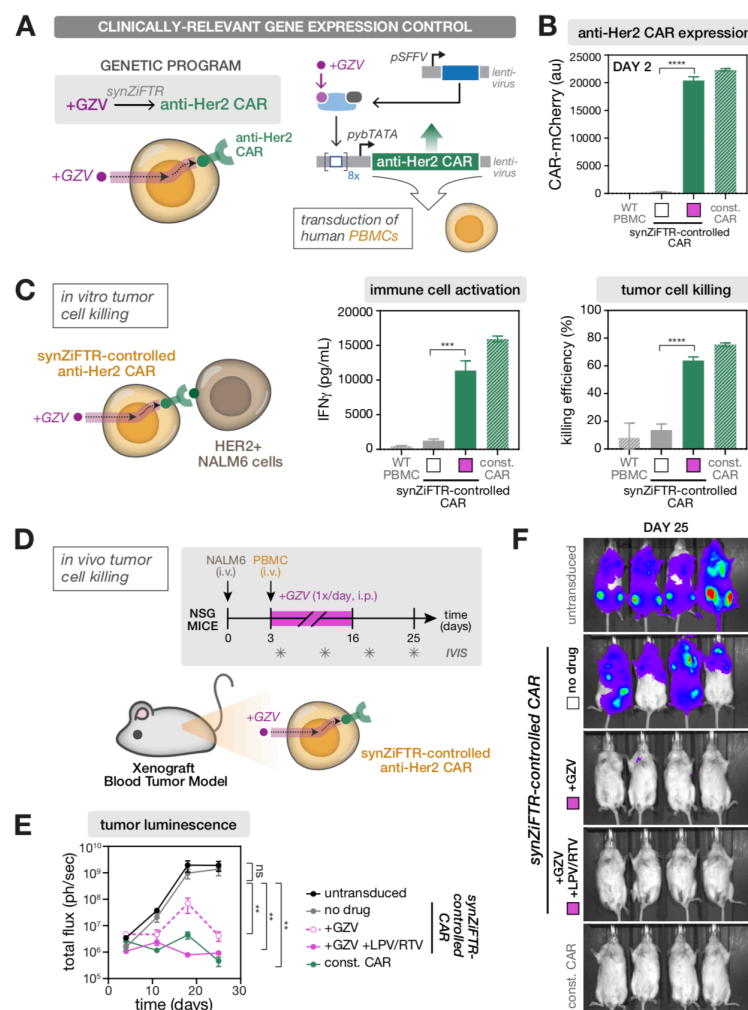 A
CLINICALLY-RELEVANT GENE EXPRESSION CONTROL
GENETIC PROGRAM
synZiFTR
+GZV
anti-Her2 CAR
anti-Her2
CAR
+GZV
+GZV
pSFFV
lenti-
virus
pybTATA
8x
anti-Her2 CAR
lenti-
virus
transduction of
human PBMCs
B
anti-Her2 CAR expression
DAY 2
****
CAR-mCherry (au)
25000
20000
15000
10000
5000
0
WT
PBMC
const.
CAR
synZiFTR-controlled
CAR
C
in vitro tumor
cell killing
synZiFTR-controlled
anti-Her2 CAR
+GZV
HER2+
NALM6 cells
immune cell activation
***
IFNγ (pg/mL)
20000
15000
10000
5000
0
WT
PBMC
const.
CAR
synZiFTR-controlled
CAR
tumor cell killing
****
killing efficiency (%)
100
80
60
40
20
0
WT
PBMC
const.
CAR
synZiFTR-controlled
CAR
D
in vivo tumor
cell killing
NALM6
(i.v.)
PBMC
(i.v.)
+GZV (1x/day, i.p.)
NSG
MICE
time
(days)
0
3
16
25
IVIS
Xenograft
Blood Tumor Model
+GZV
synZiFTR-controlled
anti-Her2 CAR
E
tumor luminescence
total flux (ph/sec)
10¹⁰
10⁹
10⁸
10⁷
10⁶
10⁵
0
10
20
30
time (days)
ns
**
**
**
untransduced
no drug
+GZV
+GZV +LPV/RTV
const. CAR
synZiFTR-
controlled
CAR
F
DAY 25
untransduced
no drug
+GZV
+GZV
+LPV/RTV
const. CAR
synZiFTR-controlled CAR